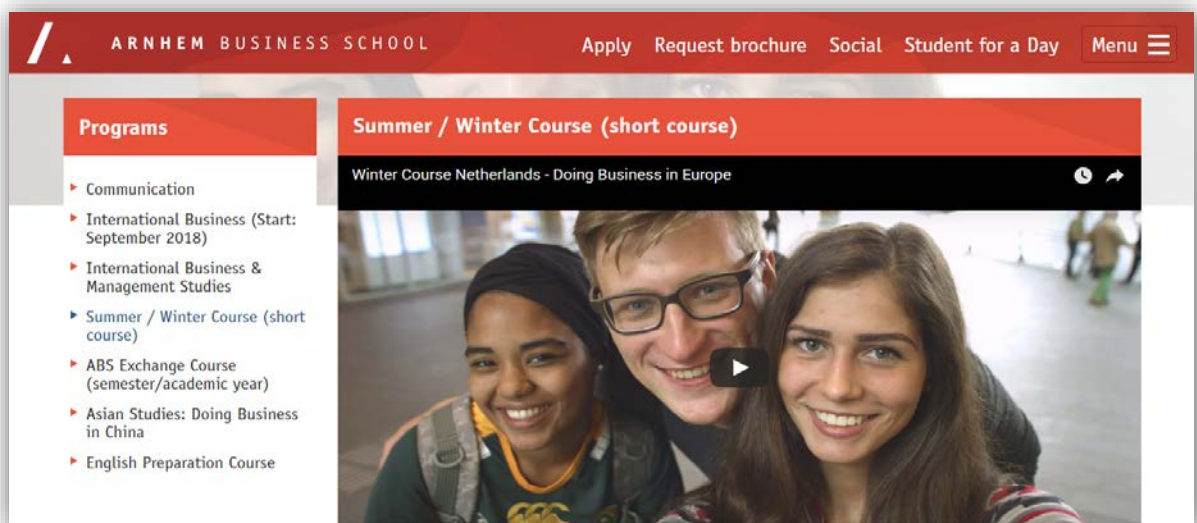 ARNHEM BUSINESS SCHOOL
Apply Request brochure Social Student for a Day Menu
Programs
Communication
International Business (Start:
September 2018)
International Business &
Management Studies
Summer / Winter Course (short
course)
ABS Exchange Course
(semester/academic year)
Asian Studies: Doing Business
in China
English Preparation Course
Summer / Winter Course (short course)
Winter Course Netherlands - Doing Business in Europe